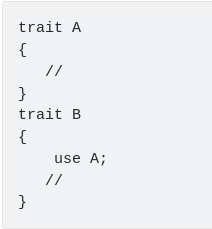 trait A
{
   //
}
trait B
{
    use A;
   //
}